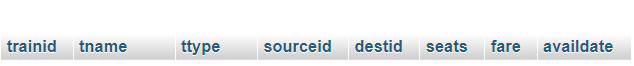 trainid tname ttype sourceid destid seats fare availdate